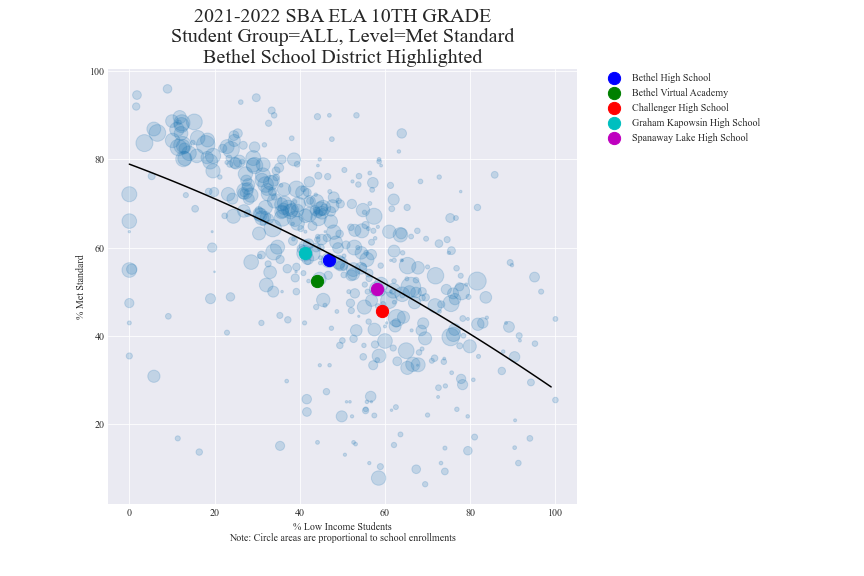 2021-2022 SBA ELA 10TH GRADE
Student Group=ALL, Level=Met Standard
Bethel School District Highlighted
Bethel High School
Bethel Virtual Academy
Challenger High School
Graham Kapowsin High School
Spanaway Lake High School
% Met Standard
100
80
60
40
20
0 20 40 60 80 100
% Low Income Students
Note: Circle areas are proportional to school enrollments